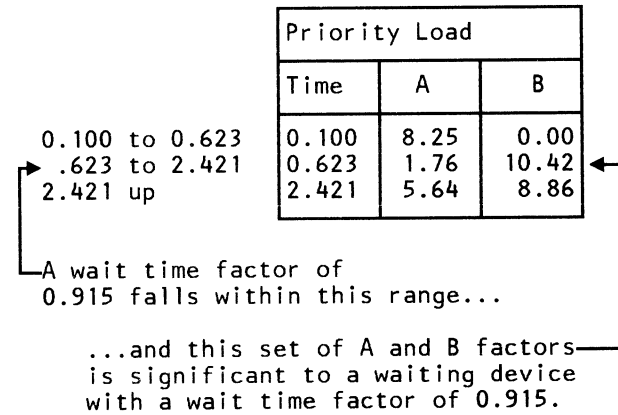 Priority Load
Time A B
0.100 to 0.623 0.100 8.25 0.00
.623 to 2.421 0.623 1.76 10.42
2.421 up 2.421 5.64 8.86
A wait time factor of
0.915 falls within this range...
...and this set of A and B factors
is significant to a waiting device
with a wait time factor of 0.915.